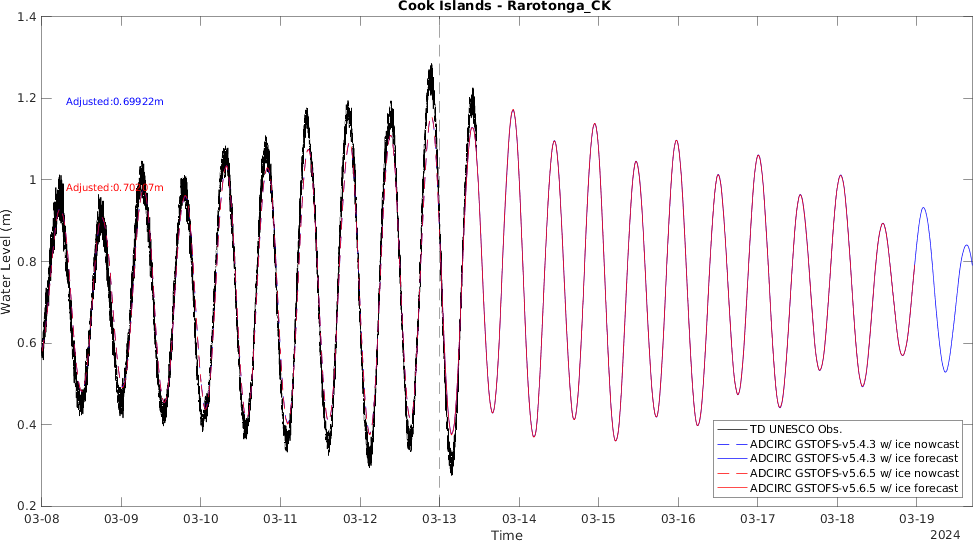 Cook Islands - Rarotonga_CK
1.4
1.2
1
0.8
0.6
0.4
0.2
Water Level (m)
Adjusted:0.69922m
03-08
03-09
03-10
03-11
03-12
03-13
03-14
03-15
03-16
03-17
03-18
03-19
Time
2024
TD UNESCO Obs.
ADCIRC GSTOFS-v5.4.3 w/ ice nowcast
ADCIRC GSTOFS-v5.4.3 w/ ice forecast
ADCIRC GSTOFS-v5.6.5 w/ ice nowcast
ADCIRC GSTOFS-v5.6.5 w/ ice forecast